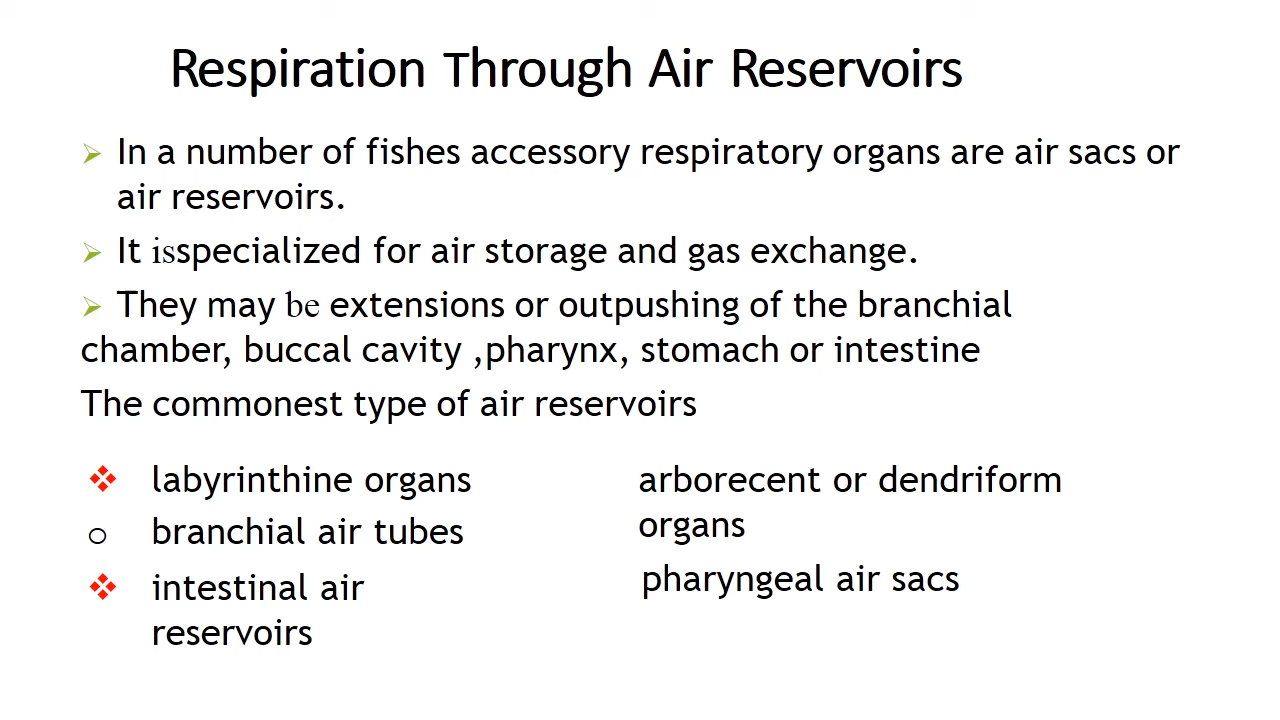 Respiration Through Air Reservoirs
➢ In a number of fishes accessory respiratory organs are air sacs or
air reservoirs.
➢ It isspecialized for air storage and gas exchange.
➢ They may be extensions or outpushing of the branchial
chamber, buccal cavity ,pharynx, stomach or intestine
The commonest type of air reservoirs
❖ labyrinthine organs
o branchial air tubes
❖ intestinal air
reservoirs
arborecent or dendriform
organs
pharyngeal air sacs